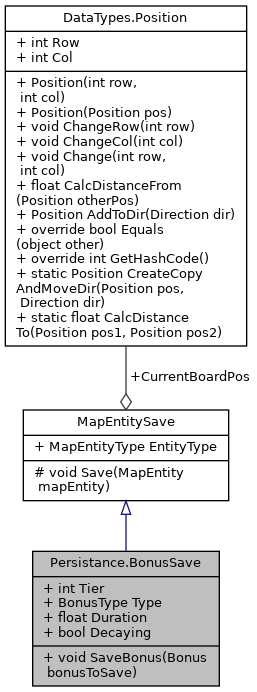 DataTypes.Position
+ int Row
+ int Col
+ Position(int row,
int col)
+ Position(Position pos)
+ void ChangeRow(int row)
+ void ChangeCol(int col)
+ void Change(int row,
int col)
+ float CalcDistanceFrom
(Position otherPos)
+ Position AddToDir(Direction dir)
+ override bool Equals
(object other)
+ override int GetHashCode()
+ static Position CreateCopy
AndMoveDir(Position pos,
Direction dir)
+ static float CalcDistance
To(Position pos1, Position pos2)
+CurrentBoardPos
MapEntitySave
+ MapEntityType EntityType
# void Save(MapEntity
mapEntity)
Persistance.BonusSave
+ int Tier
+ BonusType Type
+ float Duration
+ bool Decaying
+ void SaveBonus(Bonus
bonusToSave)